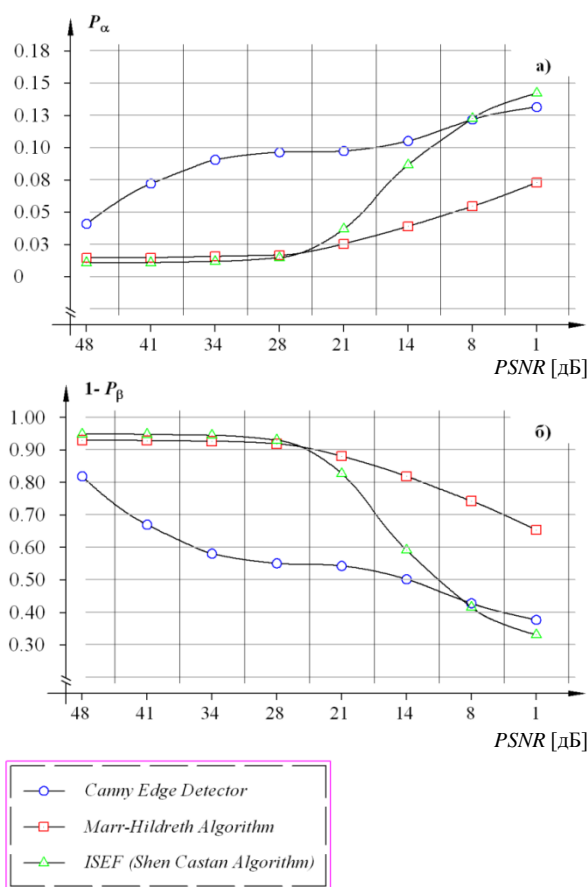 Pα
а)
0.18
0.15
0.13
0.10
0.08
0.05
0.03
0
48 41 34 28 21 14 8 1
PSNR [дБ]
1- Pβ
б)
1.00
0.90
0.80
0.70
0.60
0.50
0.40
0.30
48 41 34 28 21 14 8 1
PSNR [дБ]
Canny Edge Detector
Marr-Hildreth Algorithm
ISEF (Shen Castan Algorithm)